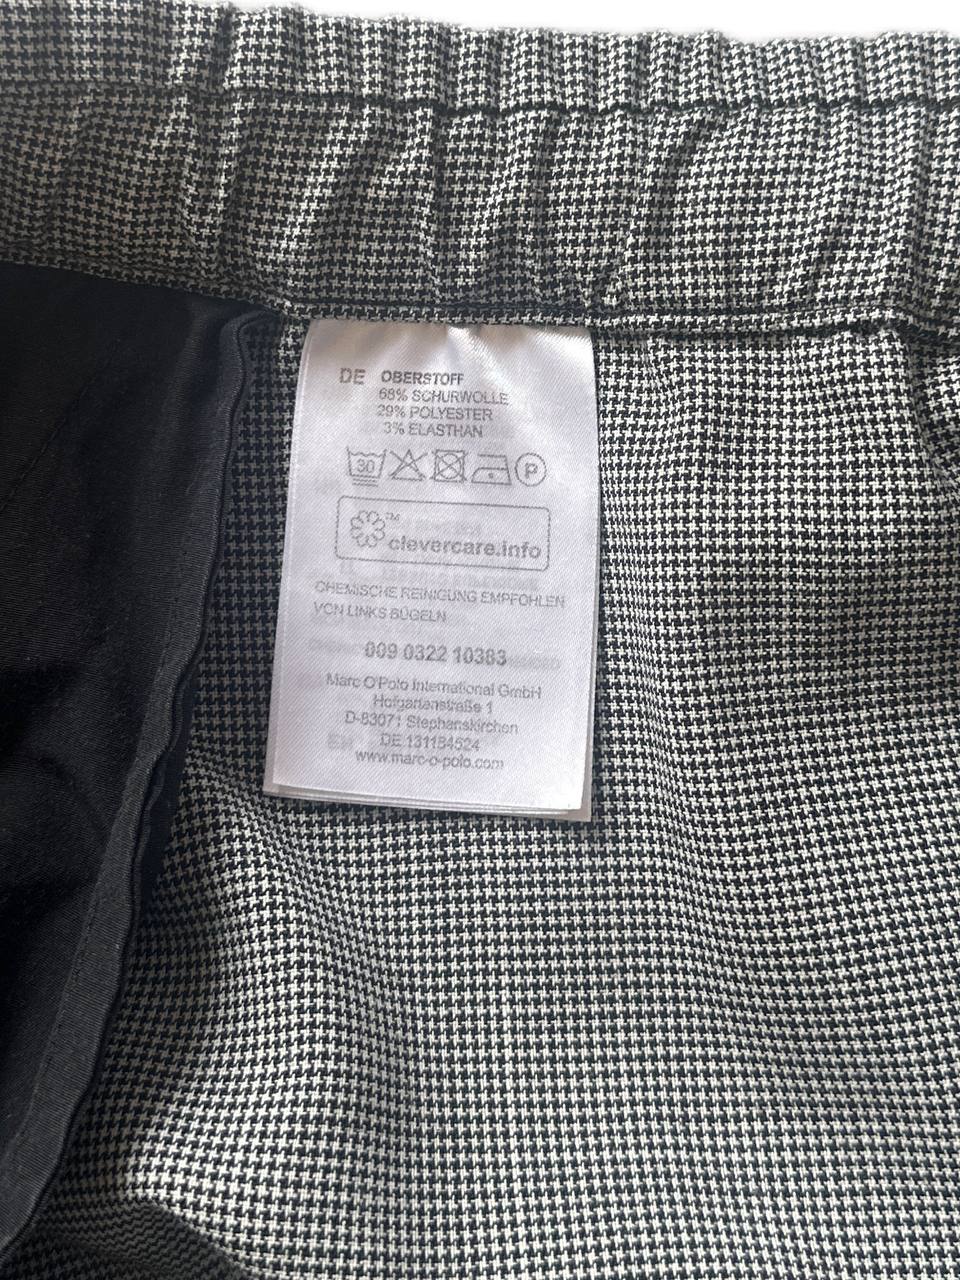 DE OBERSTOFF
68% SCHURWOLLE
29% POLYESTER
3% ELASTHAN
30 P
clevercare.info™
CHEMISCHE REINIGUNG EMPFOHLEN
VON LINKS BÜGELN
009 0322 10383
Marc O'Polo International GmbH
Hofgartenstraße 1
D-83071 Stephanskirchen
DE 131184524
www.marc-o-polo.com